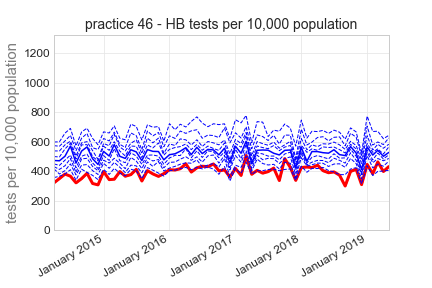 practice 46 - HB tests per 10,000 population
tests per 10,000 population
1200
1000
800
600
400
200
0
January 2015
January 2016
January 2017
January 2018
January 2019